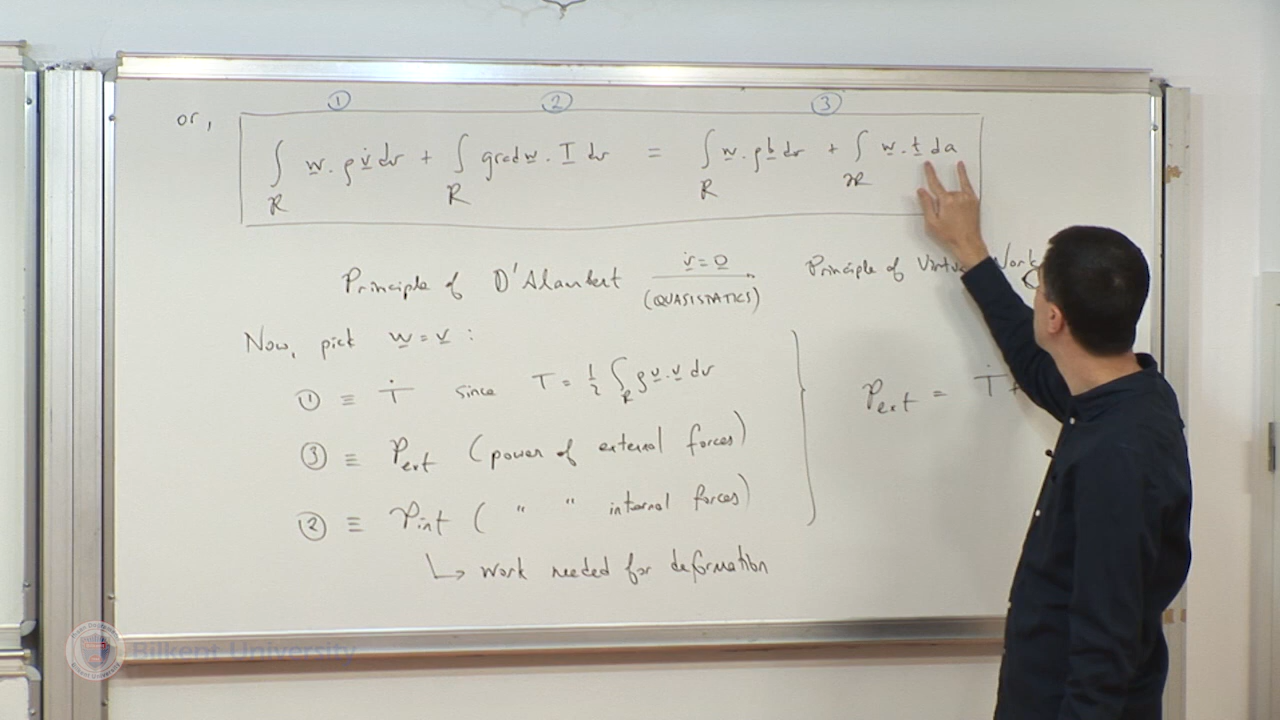 ① ② ③
or, ∫_R w̲ · ρ v̲̇ dv + ∫_R grad w̲ · T̲ dv = ∫_R w̲ · ρ b̲ dv + ∫_∂R w̲ · t̲ da
Principle of D'Alambert v̲̇ = 0̲ (QUASISTATICS) Principle of Virtual Work
Now, pick w̲ = v̲ :
① ≡ Ṫ since T = 1/2 ∫_R ρ v̲ · v̲ dv
P_ext = Ṫ +
③ ≡ P_ext (power of external forces)
② ≡ P_int ( " " internal forces)
↳ work needed for deformation
Bilkent University